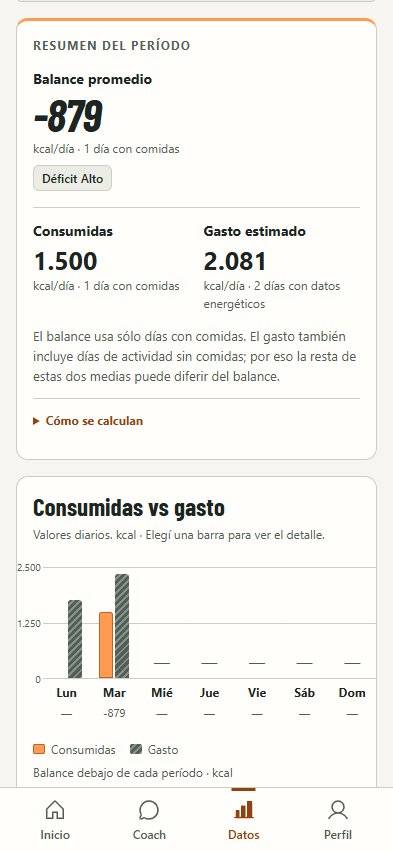 RESUMEN DEL PERÍODO
Balance promedio
-879
kcal/día · 1 día con comidas
Déficit Alto
Consumidas
1.500
kcal/día · 1 día con comidas
Gasto estimado
2.081
kcal/día · 2 días con datos
energéticos
El balance usa sólo días con comidas. El gasto también
incluye días de actividad sin comidas; por eso la resta de
estas dos medias puede diferir del balance.
Cómo se calculan
Consumidas vs gasto
Valores diarios. kcal · Elegí una barra para ver el detalle.
2.500
1.250
0
Lun Mar Mié Jue Vie Sáb Dom
— -879 — — — — —
Consumidas Gasto
Balance debajo de cada período · kcal
Inicio Coach Datos Perfil